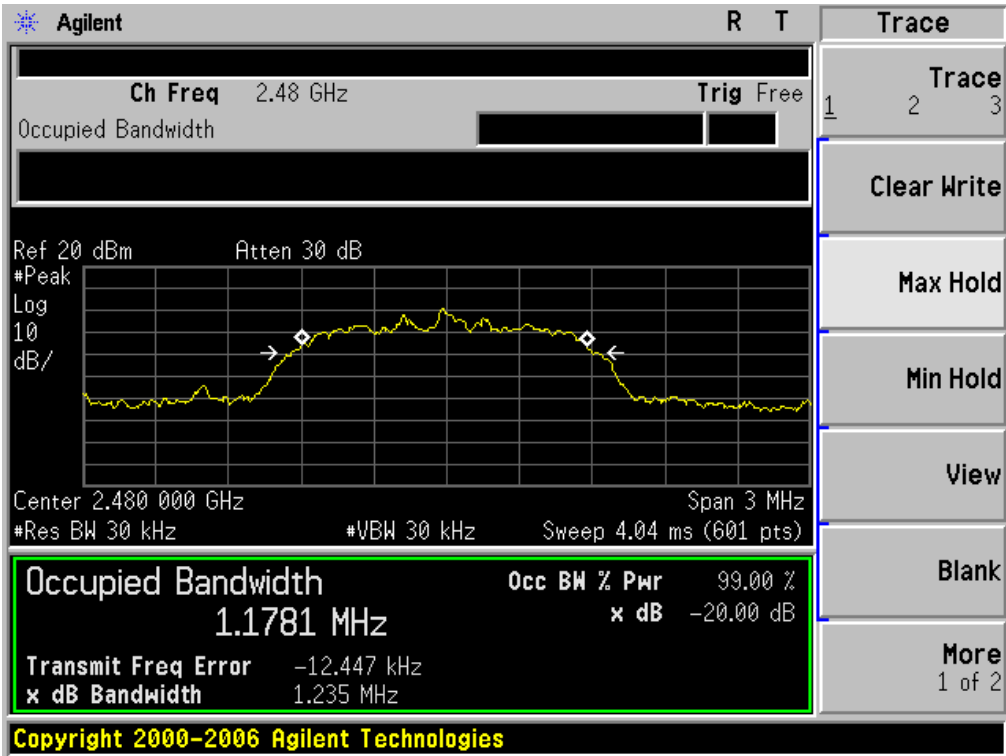 Agilent R T
Trace
Ch Freq 2.48 GHz Trig Free
Occupied Bandwidth
Ref 20 dBm Atten 30 dB
#Peak
Log
10
dB/
Center 2.480 000 GHz Span 3 MHz
#Res BW 30 kHz #VBW 30 kHz Sweep 4.04 ms (601 pts)
Occupied Bandwidth
1.1781 MHz
Occ BW % Pwr 99.00 %
x dB -20.00 dB
Transmit Freq Error -12.447 kHz
x dB Bandwidth 1.235 MHz
Copyright 2000-2006 Agilent Technologies
Trace
1 2 3
Clear Write
Max Hold
Min Hold
View
Blank
More
1 of 2